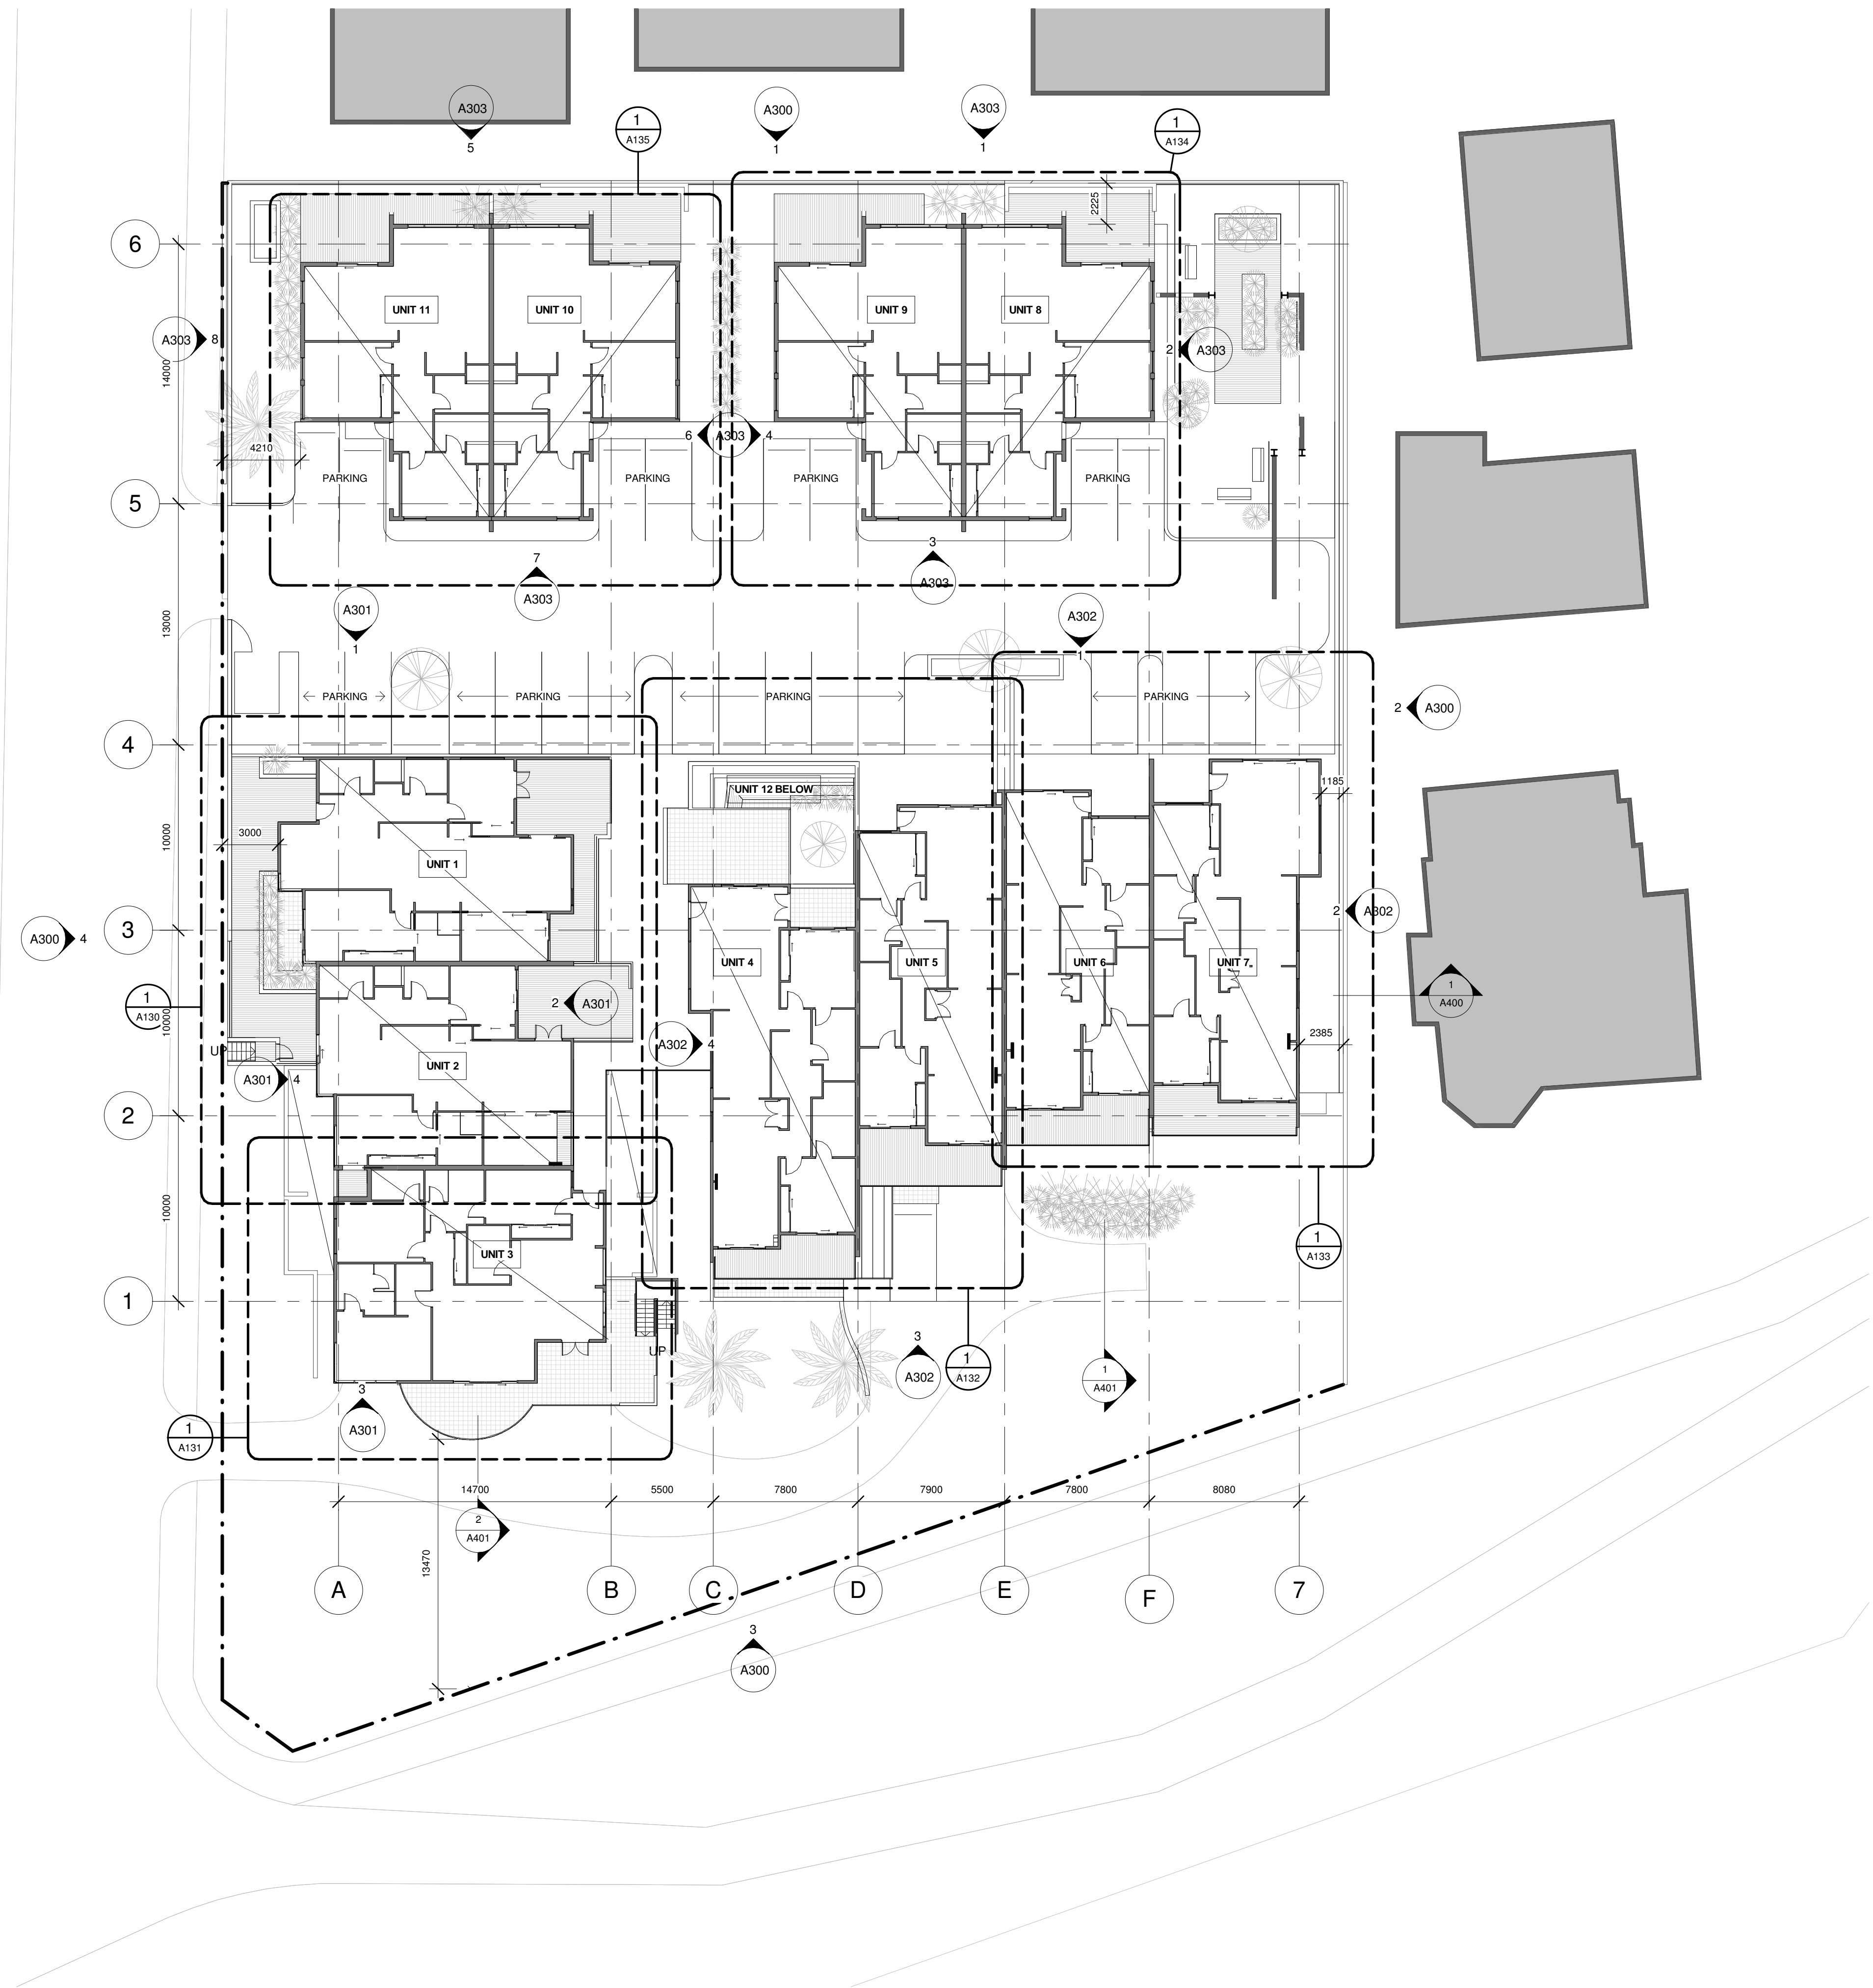 A303
5
A300
1
A303
1
1
A135
1
A134
2225
6
UNIT 11
UNIT 10
UNIT 9
UNIT 8
A303
8
2
A303
14000
6
A303
4
4210
PARKING
PARKING
PARKING
PARKING
5
7
A303
3
A303
13000
A301
1
A302
1
PARKING
PARKING
PARKING
PARKING
2
A300
4
1185
UNIT 12 BELOW
10000
3000
UNIT 1
3
A300
4
2
A302
UNIT 4
UNIT 5
UNIT 6
UNIT 7
1
A130
10000
2
A301
1
A400
UP
A302
4
2385
UNIT 2
A301
4
2
10000
UNIT 3
1
A133
1
UP
3
A302
1
A132
1
A401
3
A301
1
A131
14700
5500
7800
7900
7800
8080
2
A401
13470
A
B
C
D
E
F
7
3
A300